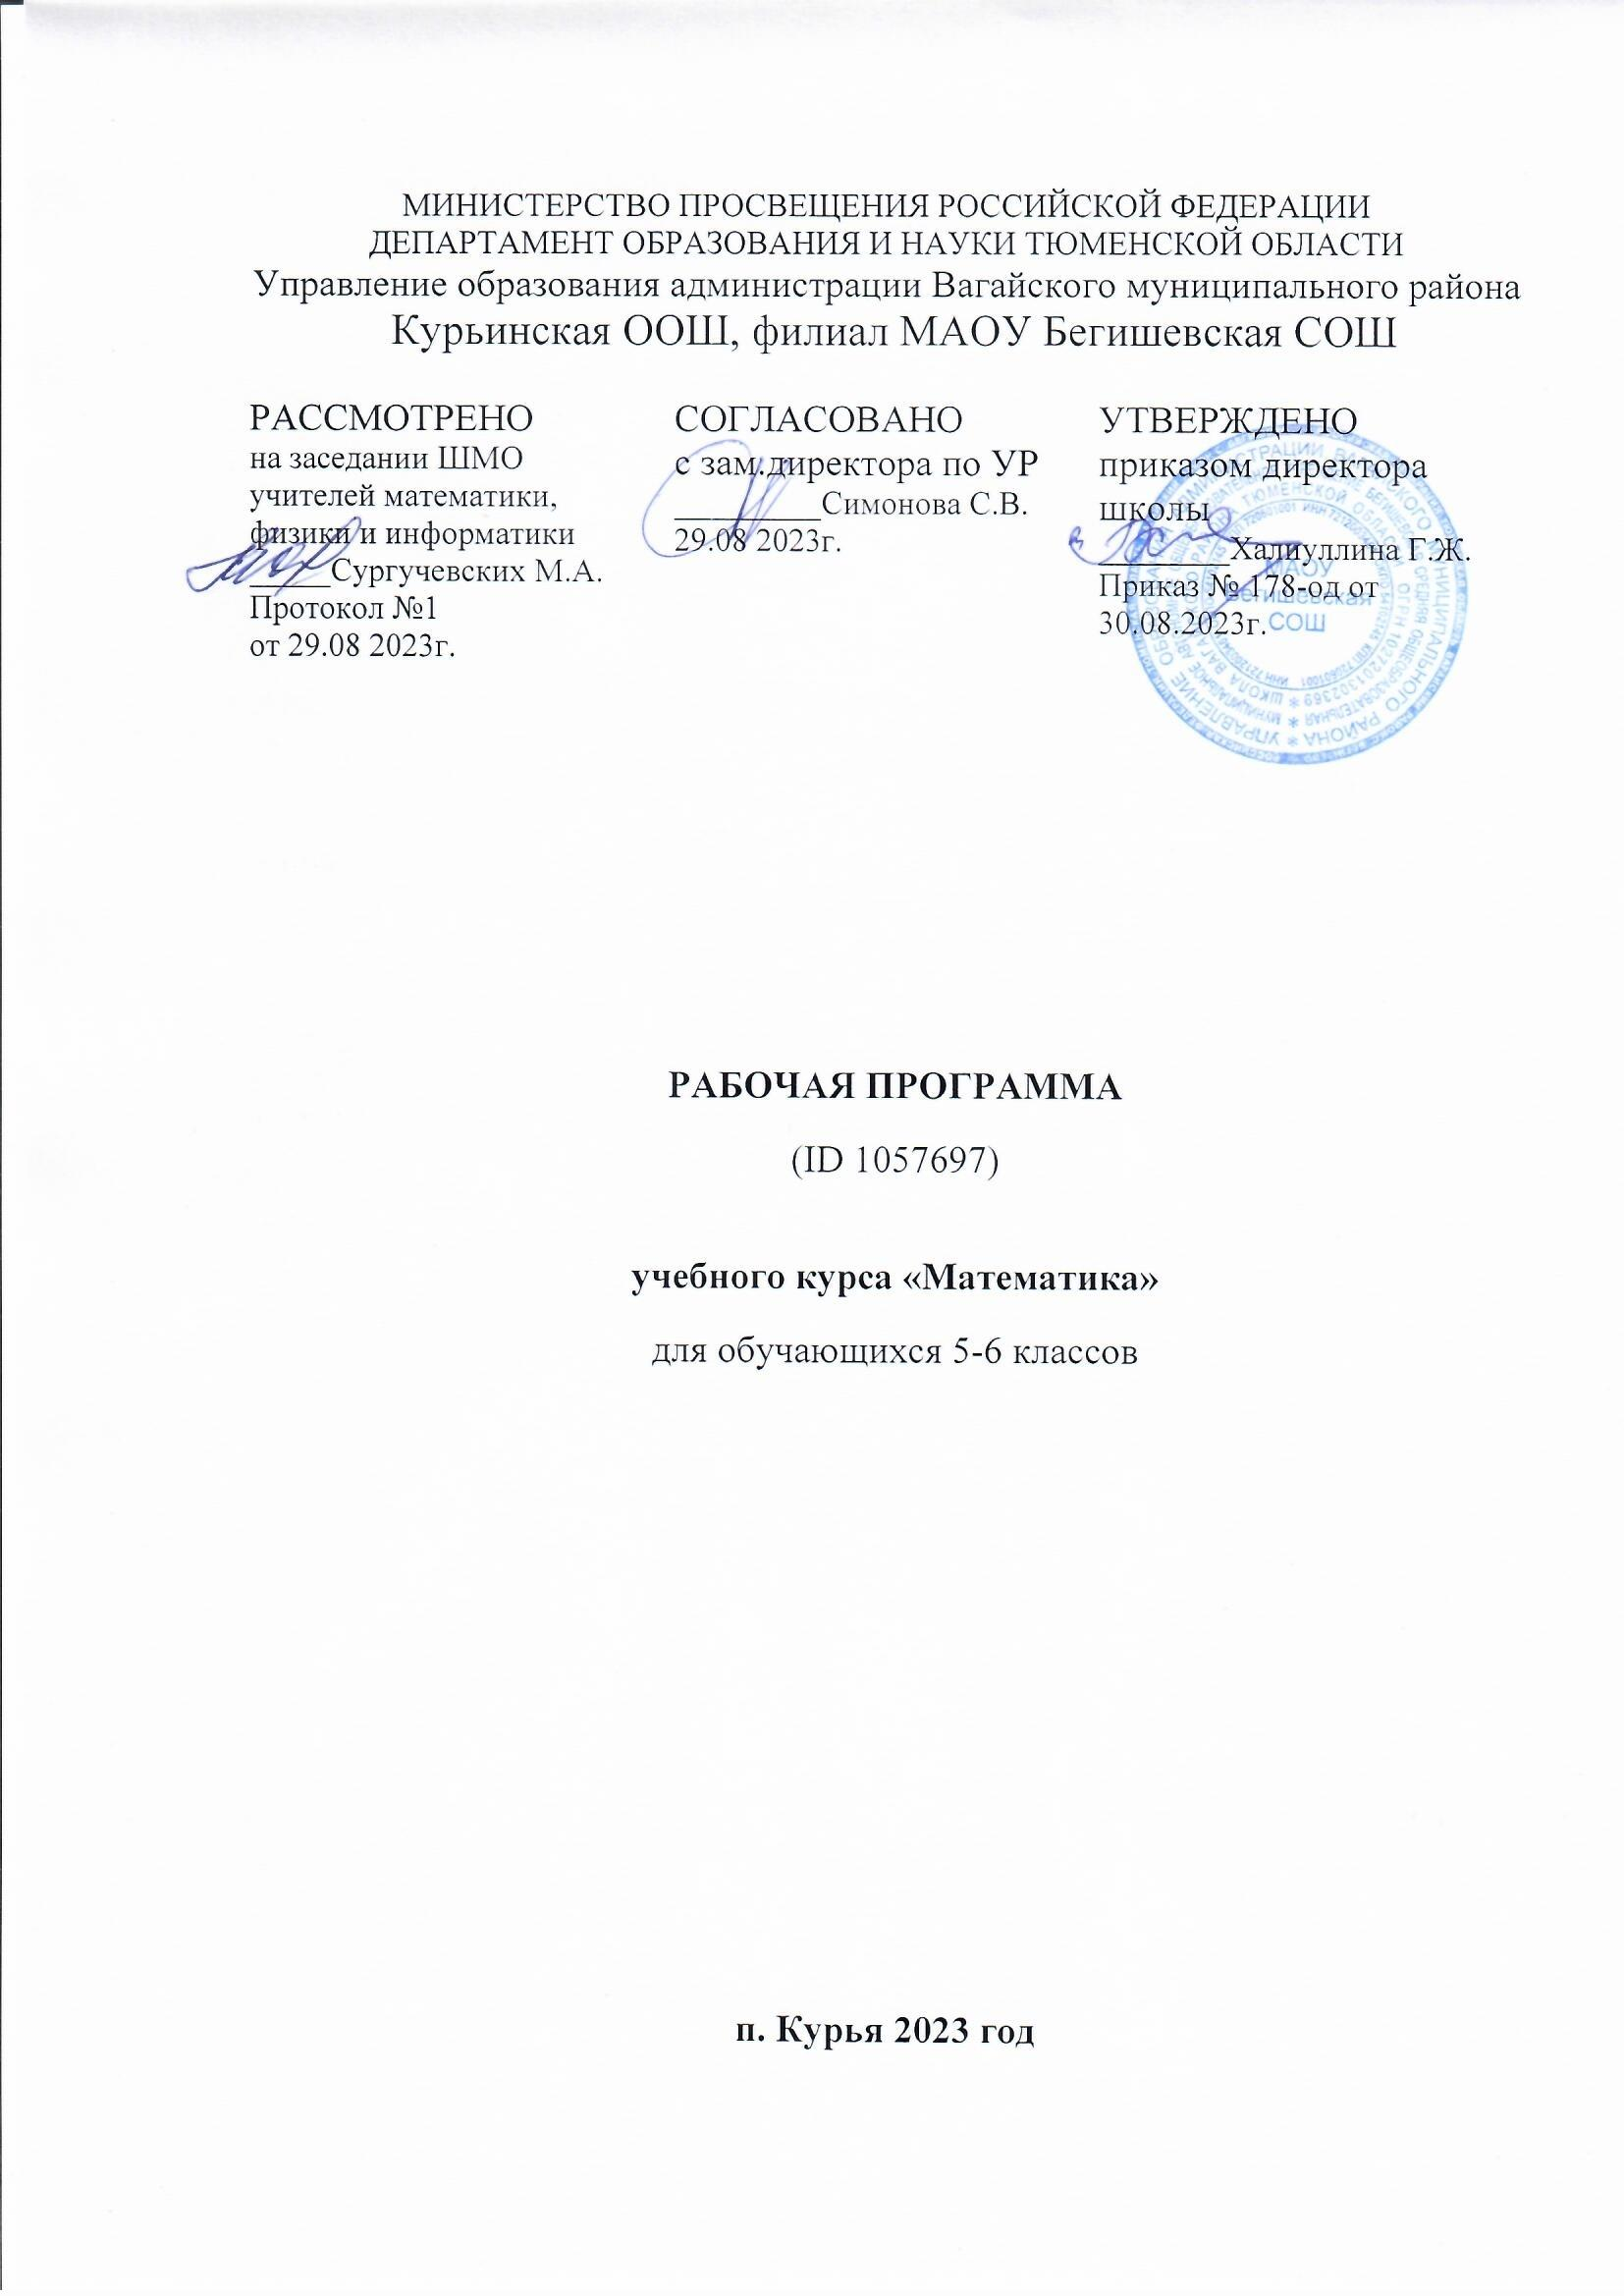 МИНИСТЕРСТВО ПРОСВЕЩЕНИЯ РОССИЙСКОЙ ФЕДЕРАЦИИ
ДЕПАРТАМЕНТ ОБРАЗОВАНИЯ И НАУКИ ТЮМЕНСКОЙ ОБЛАСТИ
Управление образования администрации Вагайского муниципального района
Курьинская ООШ, филиал МАОУ Бегишевская СОШ
РАССМОТРЕНО
на заседании ШМО
учителей математики,
физики и информатики
_____Сургучевских М.А.
Протокол №1
от 29.08 2023г.
СОГЛАСОВАНО
с зам.директора по УР
_________Симонова С.В.
29.08 2023г.
УТВЕРЖДЕНО
приказом директора
школы
________Халиуллина Г.Ж.
Приказ № 178-од от
30.08.2023г.
МАОУ
Бегишевская
СОШ
РАБОЧАЯ ПРОГРАММА
(ID 1057697)
учебного курса «Математика»
для обучающихся 5-6 классов
п. Курья 2023 год